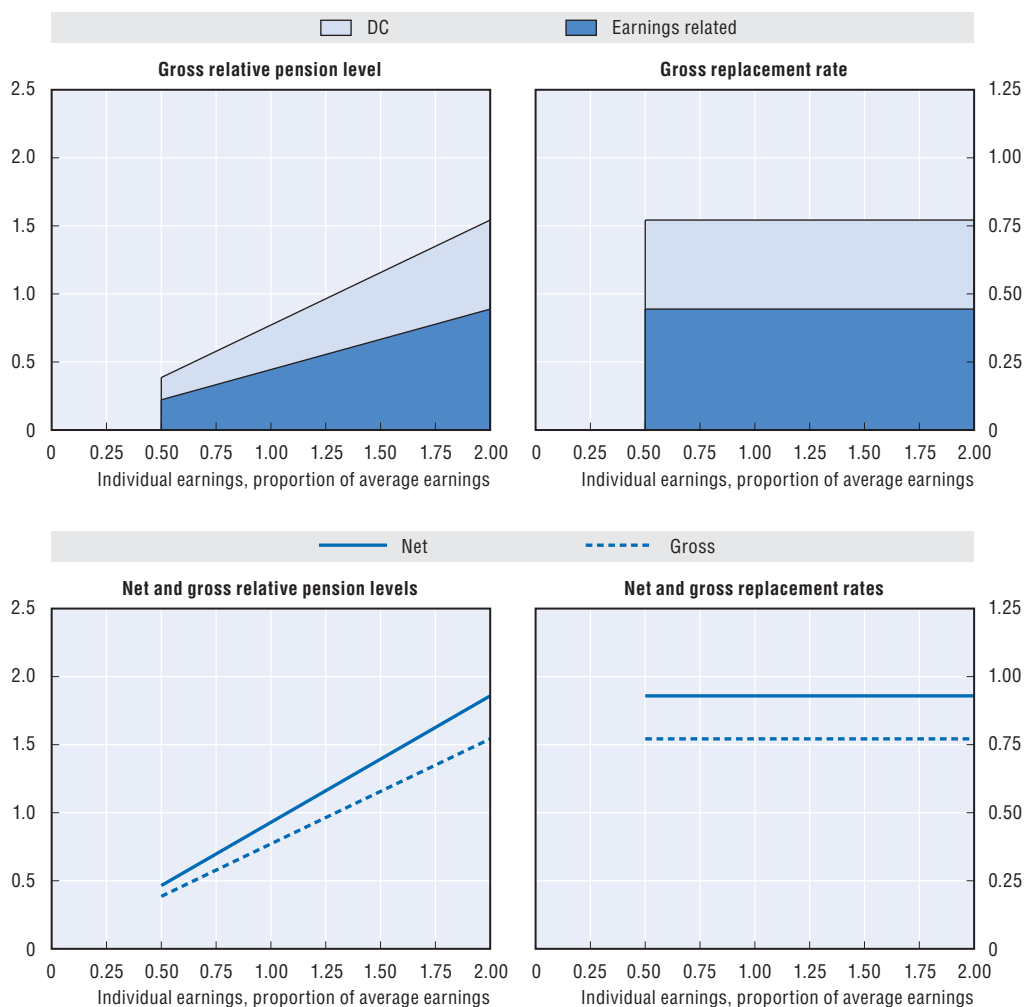 DC Earnings related
Gross relative pension level
Gross replacement rate
2.5
2.0
1.5
1.0
0.5
0
1.25
1.00
0.75
0.50
0.25
0
0 0.25 0.50 0.75 1.00 1.25 1.50 1.75 2.00
0 0.25 0.50 0.75 1.00 1.25 1.50 1.75 2.00
Individual earnings, proportion of average earnings
Individual earnings, proportion of average earnings
Net Gross
Net and gross relative pension levels
Net and gross replacement rates
2.5
2.0
1.5
1.0
0.5
0
1.25
1.00
0.75
0.50
0.25
0
0 0.25 0.50 0.75 1.00 1.25 1.50 1.75 2.00
0 0.25 0.50 0.75 1.00 1.25 1.50 1.75 2.00
Individual earnings, proportion of average earnings
Individual earnings, proportion of average earnings